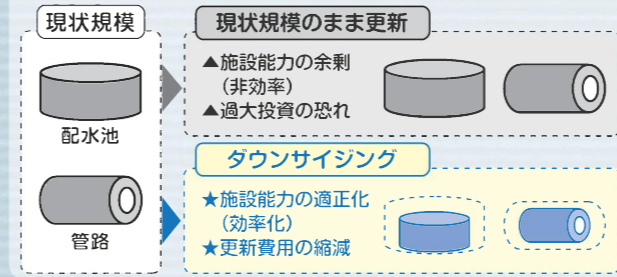 現状規模
配水池
管路
現状規模のまま更新
▲施設能力の余剰
（非効率）
▲過大投資の恐れ
ダウンサイジング
★施設能力の適正化
（効率化）
★更新費用の縮減